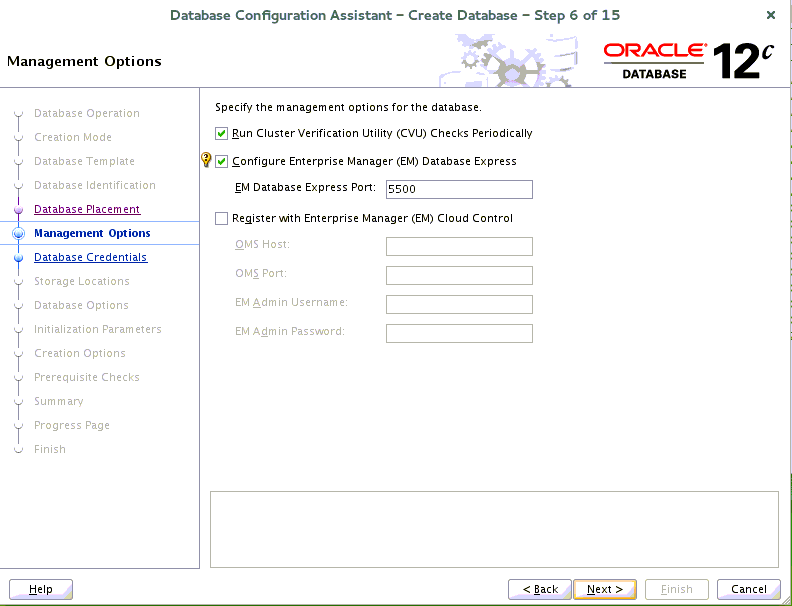 Database Configuration Assistant – Create Database – Step 6 of 15
Management Options
ORACLE®
DATABASE 12c
Database Operation
Creation Mode
Database Template
Database Identification
Database Placement
Management Options
Database Credentials
Storage Locations
Database Options
Initialization Parameters
Creation Options
Prerequisite Checks
Summary
Progress Page
Finish
Specify the management options for the database.
Run Cluster Verification Utility (CVU) Checks Periodically
Configure Enterprise Manager (EM) Database Express
EM Database Express Port: 5500
Register with Enterprise Manager (EM) Cloud Control
OMS Host:
OMS Port:
EM Admin Username:
EM Admin Password:
Help < Back Next > Finish Cancel